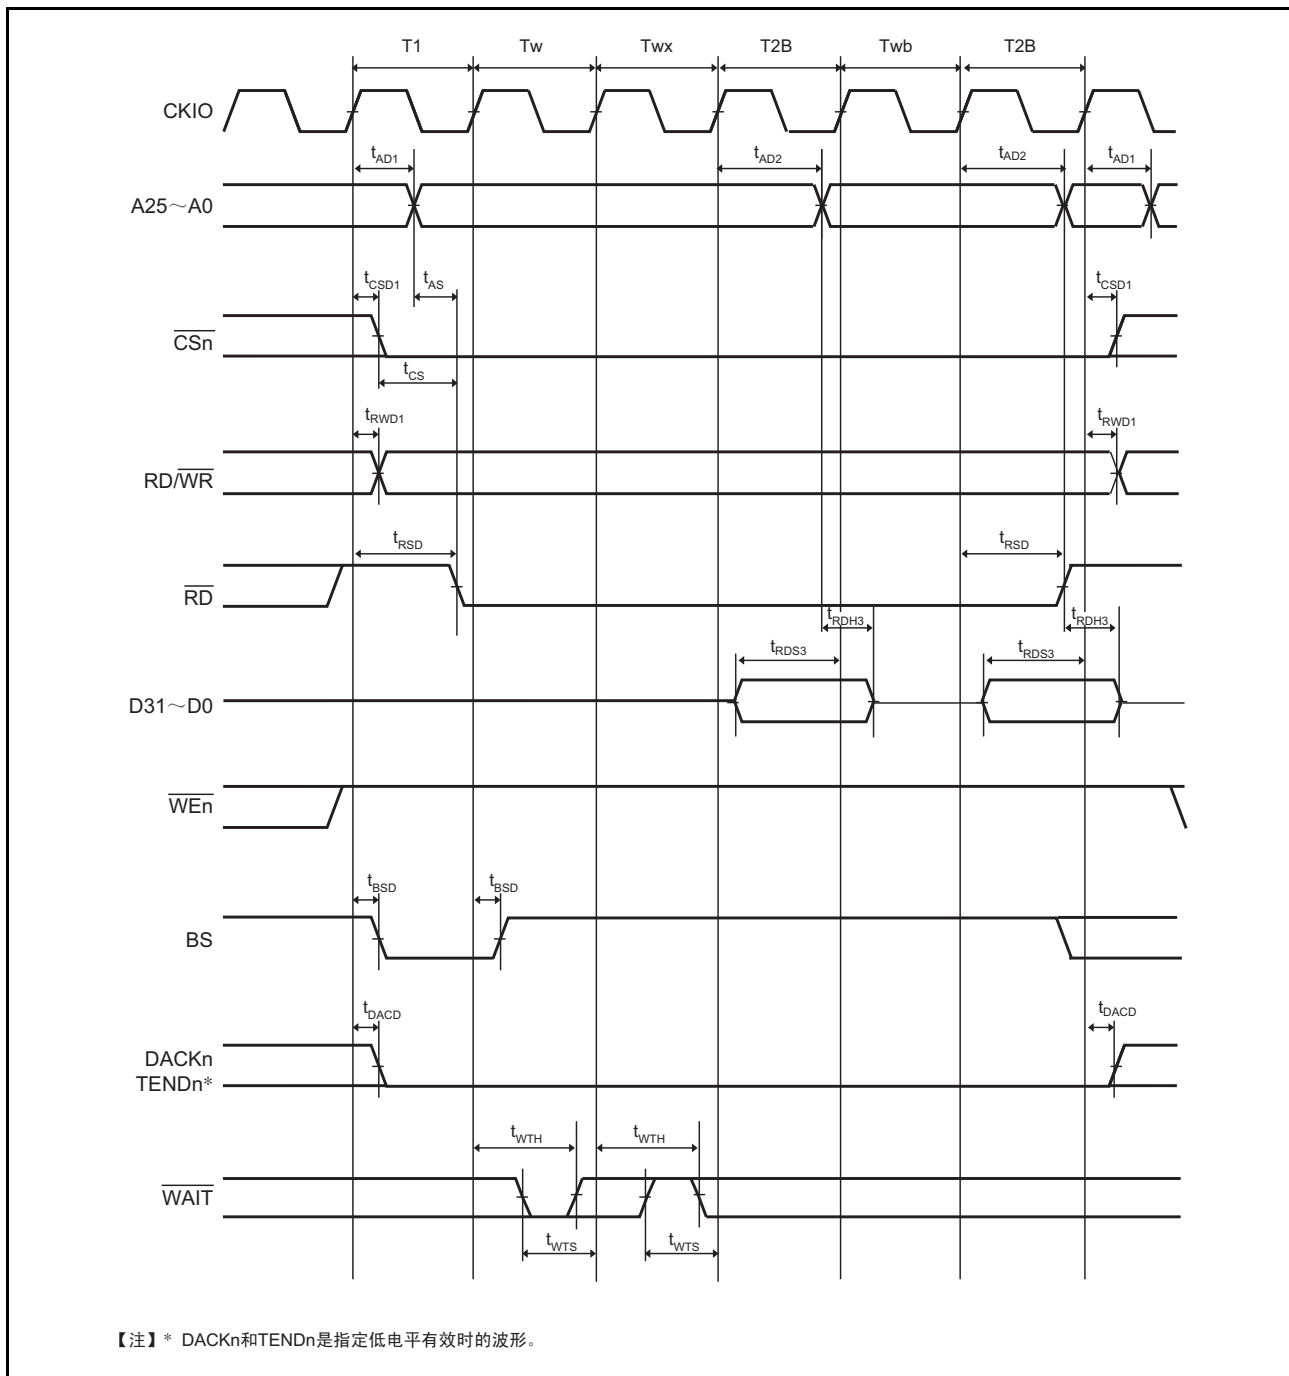 T1 Tw Twx T2B Twb T2B
CKIO
tAD1 tAD2 tAD2 tAD1
A25～A0
tCSD1 tAS tCSD1
CSn
tCS
tRWD1 tRWD1
RD/WR
tRSD tRSD
RD
tRDH3 tRDH3
tRDS3 tRDS3
D31～D0
WEn
tBSD tBSD
BS
tDACD tDACD
DACKn
TENDn*
tWTH tWTH
WAIT
tWTS tWTS
【注】* DACKn和TENDn是指定低电平有效时的波形。